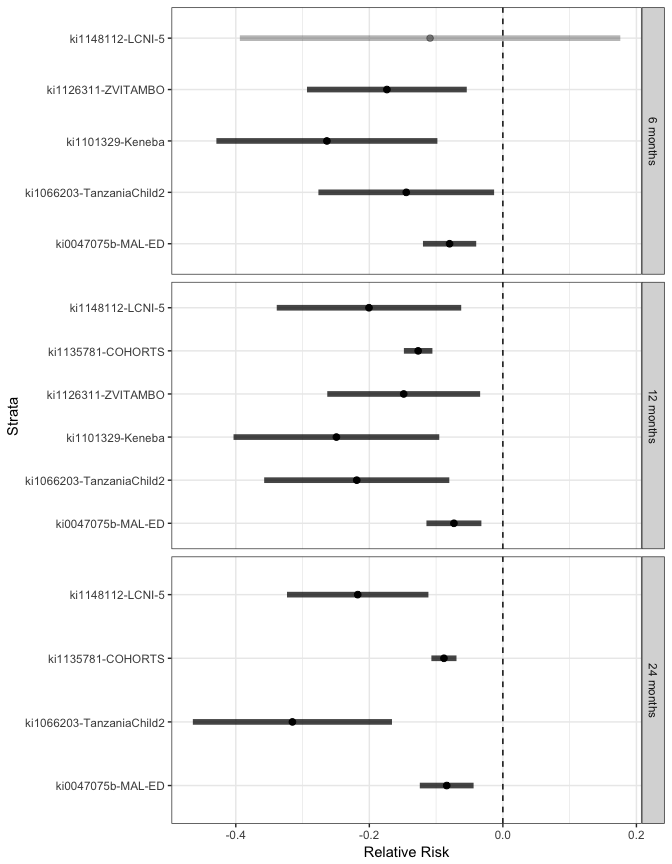 ki1148112-LCNI-5
ki1126311-ZVITAMBO
ki1101329-Keneba
ki1066203-TanzaniaChild2
ki0047075b-MAL-ED
6 months
ki1148112-LCNI-5
ki1135781-COHORTS
ki1126311-ZVITAMBO
ki1101329-Keneba
ki1066203-TanzaniaChild2
ki0047075b-MAL-ED
12 months
Strata
ki1148112-LCNI-5
ki1135781-COHORTS
ki1066203-TanzaniaChild2
ki0047075b-MAL-ED
24 months
-0.4 -0.2 0.0 0.2
Relative Risk